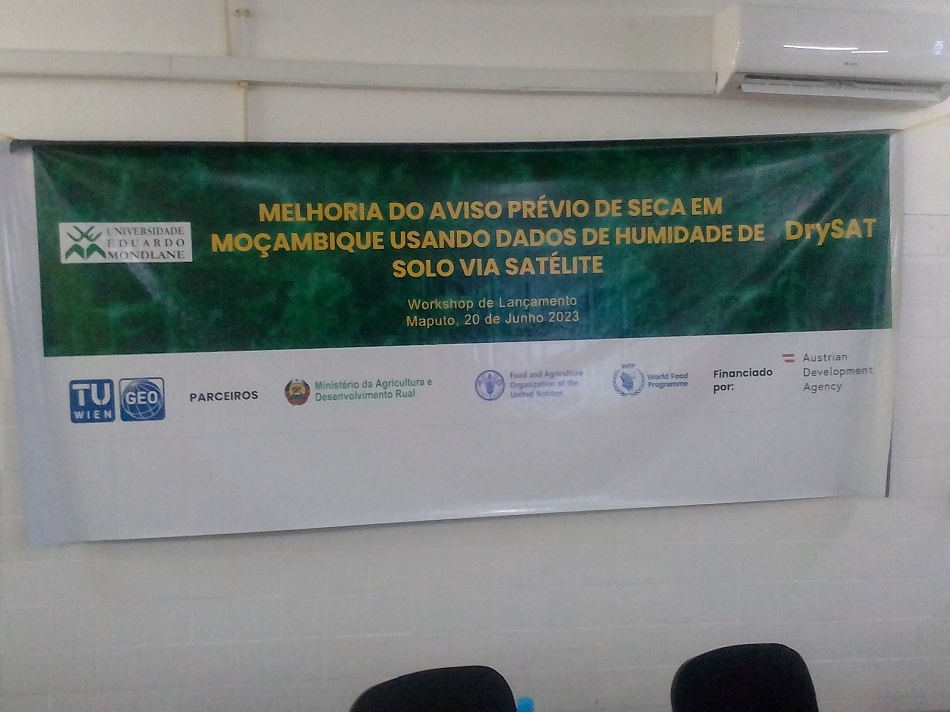 MELHORIA DO AVISO PRÉVIO DE SECA EM
MOÇAMBIQUE USANDO DADOS DE HUMIDADE DE
SOLO VIA SATÉLITE
DrySAT
UNIVERSIDADE
EDUARDO
MONDLANE
Workshop de Lançamento
Maputo, 20 de Junho 2023
TU
WIEN
GEO
PARCEIROS
Ministério da Agricultura e
Desenvolvimento Rual
FAO
Food and Agriculture
Organization of the
United Nations
WFP
World Food
Programme
Financiado
por:
Austrian
Development
Agency